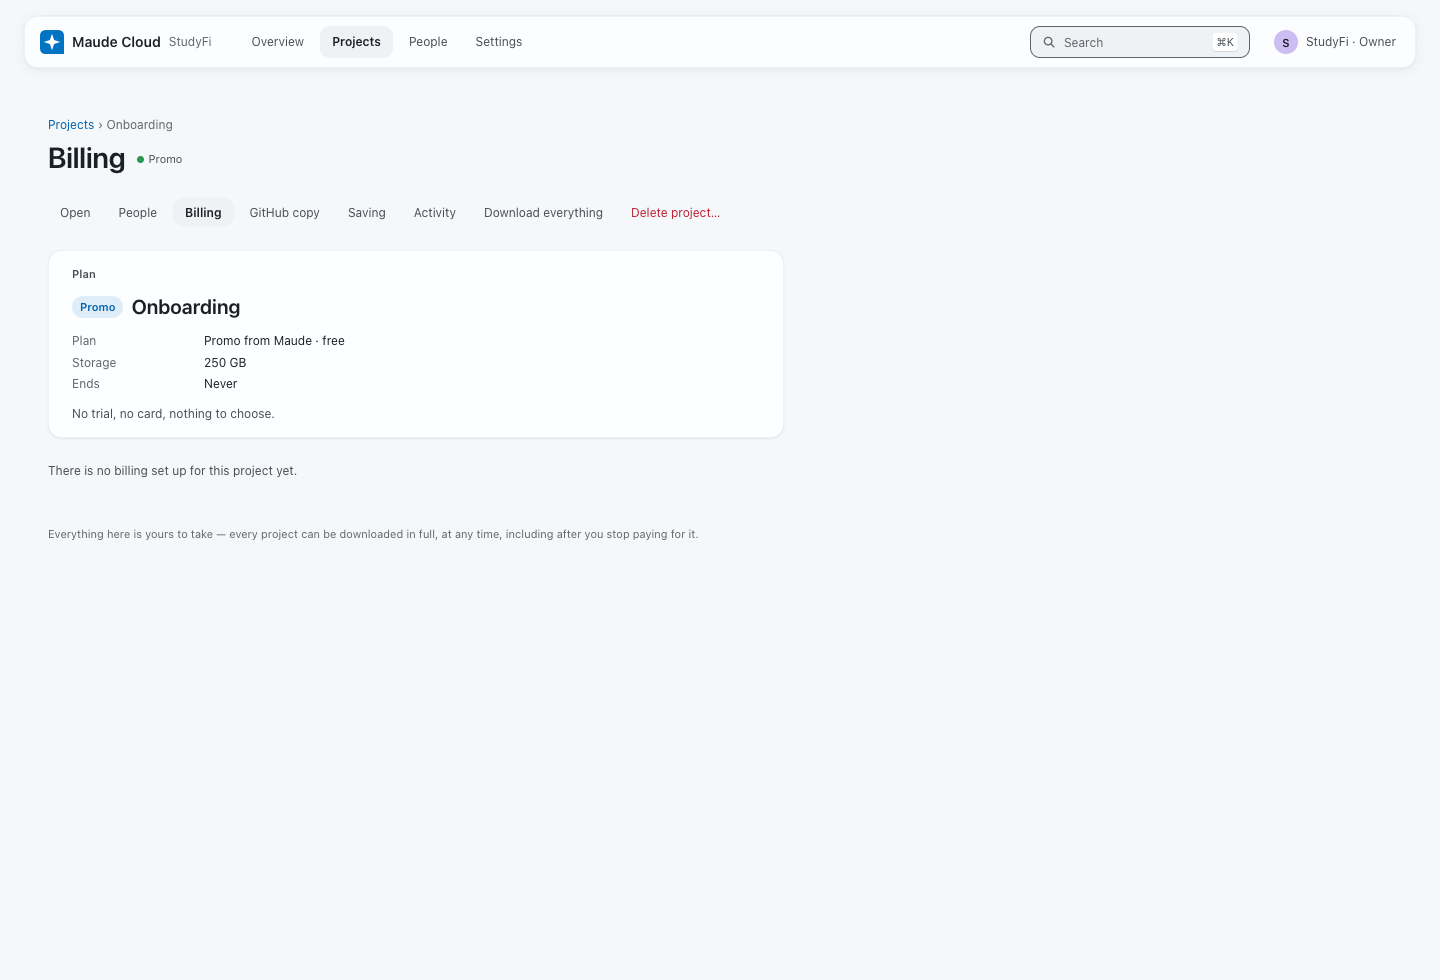 Maude Cloud StudyFi Overview Projects People Settings Search ⌘K S StudyFi · Owner
Projects › Onboarding
Billing Promo
Open People Billing GitHub copy Saving Activity Download everything Delete project…
Plan
Promo Onboarding
Plan Promo from Maude · free
Storage 250 GB
Ends Never
No trial, no card, nothing to choose.
There is no billing set up for this project yet.
Everything here is yours to take — every project can be downloaded in full, at any time, including after you stop paying for it.